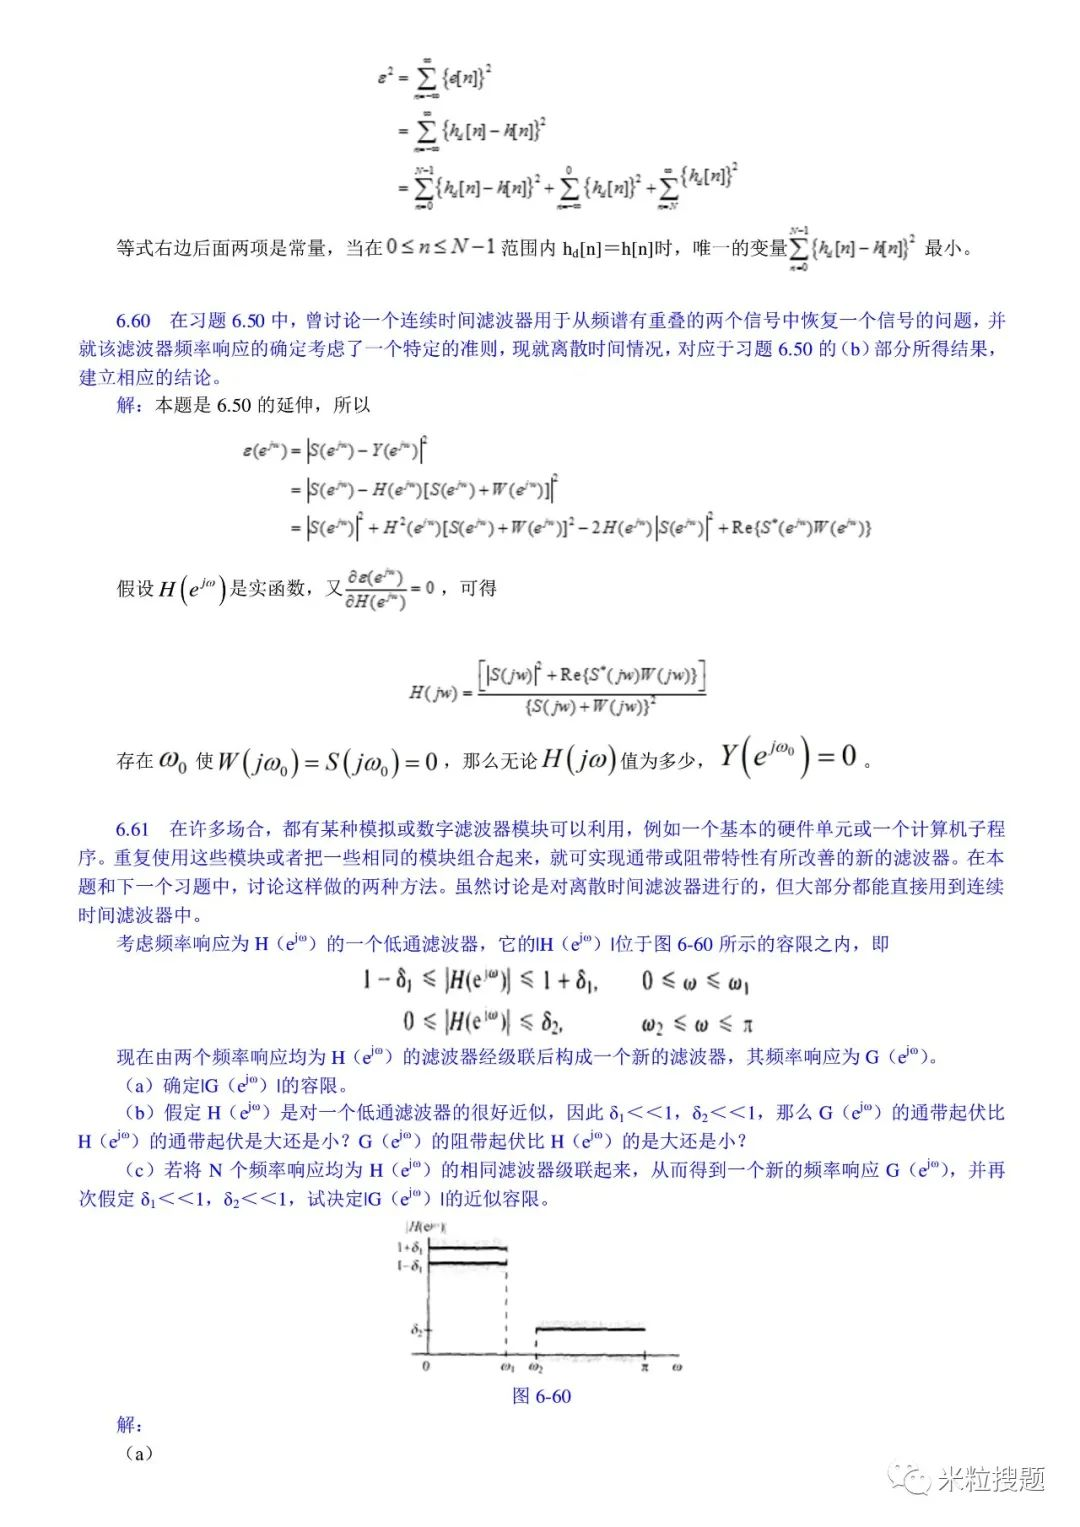 ε² = ∑_{n=-∞}^{∞} {e[n]}²
= ∑_{n=-∞}^{∞} {h_d[n] − h[n]}²
= ∑_{n=0}^{N-1} {h_d[n] − h[n]}² + ∑_{n=-∞}^{0} {h_d[n]}² + ∑_{n=N}^{∞} {h_d[n]}²
等式右边后面两项是常量，当在 0 ≤ n ≤ N − 1 范围内 h_d[n]＝h[n]时，唯一的变量 ∑_{n=0}^{N-1} {h_d[n] − h[n]}² 最小。
6.60 在习题 6.50 中，曾讨论一个连续时间滤波器用于从频谱有重叠的两个信号中恢复一个信号的问题，并
就该滤波器频率响应的确定考虑了一个特定的准则，现就离散时间情况，对应于习题 6.50 的（b）部分所得结果，
建立相应的结论。
解：本题是 6.50 的延伸，所以
ε(e^{jw}) = |S(e^{jw}) − Y(e^{jw})|²
= |S(e^{jw}) − H(e^{jw})[S(e^{jw}) + W(e^{jw})]|²
= |S(e^{jw})|² + H²(e^{jw})[S(e^{jw}) + W(e^{jw})]² − 2H(e^{jw})|S(e^{jw})|² + Re{S*(e^{jw})W(e^{jw})}
假设 H(e^{jω}) 是实函数，又 ∂ε(e^{jw})/∂H(e^{jw}) = 0 ，可得
H(jw) = [|S(jw)|² + Re{S*(jw)W(jw)}] / {S(jw) + W(jw)}²
存在 ω₀ 使 W(jω₀) = S(jω₀) = 0 ，那么无论 H(jω) 值为多少， Y(e^{jω₀}) = 0 。
6.61 在许多场合，都有某种模拟或数字滤波器模块可以利用，例如一个基本的硬件单元或一个计算机子程
序。重复使用这些模块或者把一些相同的模块组合起来，就可实现通带或阻带特性有所改善的新的滤波器。在本
题和下一个习题中，讨论这样做的两种方法。虽然讨论是对离散时间滤波器进行的，但大部分都能直接用到连续
时间滤波器中。
考虑频率响应为 H（e^{jω}）的一个低通滤波器，它的|H（e^{jω}）|位于图 6-60 所示的容限之内，即
1 − δ₁ ≤ |H(e^{jω})| ≤ 1 + δ₁, 0 ≤ ω ≤ ω₁
0 ≤ |H(e^{jω})| ≤ δ₂, ω₂ ≤ ω ≤ π
现在由两个频率响应均为 H（e^{jω}）的滤波器经级联后构成一个新的滤波器，其频率响应为 G（e^{jω}）。
（a）确定|G（e^{jω}）|的容限。
（b）假定 H（e^{jω}）是对一个低通滤波器的很好近似，因此 δ₁＜＜1，δ₂＜＜1，那么 G（e^{jω}）的通带起伏比
H（e^{jω}）的通带起伏是大还是小？G（e^{jω}）的阻带起伏比 H（e^{jω}）的是大还是小？
（c）若将 N 个频率响应均为 H（e^{jω}）的相同滤波器级联起来，从而得到一个新的频率响应 G（e^{jω}），并再
次假定 δ₁＜＜1，δ₂＜＜1，试决定|G（e^{jω}）|的近似容限。
|H(e^{jω})|
1+δ₁
1−δ₁
δ₂
0 ω₁ ω₂ π ω
图 6-60
解：
（a）
米粒搜题